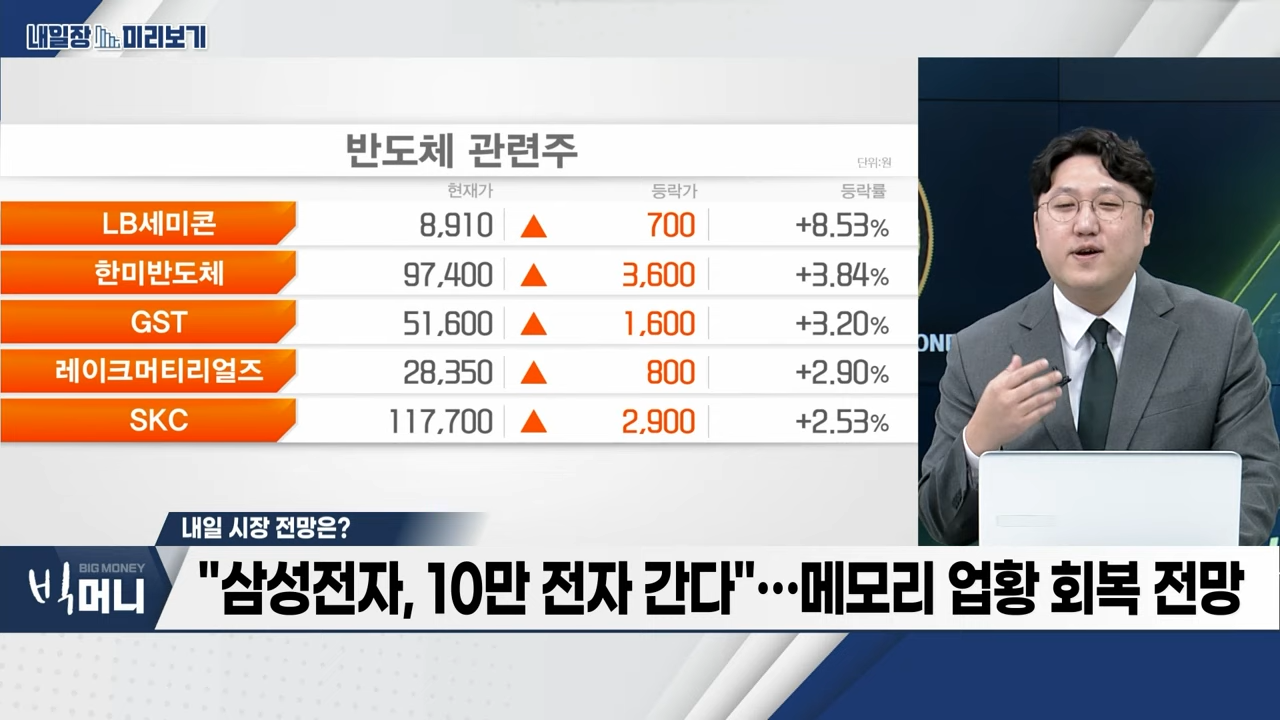 내일장 미리보기
반도체 관련주
단위:원
현재가 등락가 등락률
LB세미콘 8,910 ▲ 700 +8.53%
한미반도체 97,400 ▲ 3,600 +3.84%
GST 51,600 ▲ 1,600 +3.20%
레이크머티리얼즈 28,350 ▲ 800 +2.90%
SKC 117,700 ▲ 2,900 +2.53%
내일 시장 전망은?
BIG MONEY
빅머니
"삼성전자, 10만 전자 간다"…메모리 업황 회복 전망